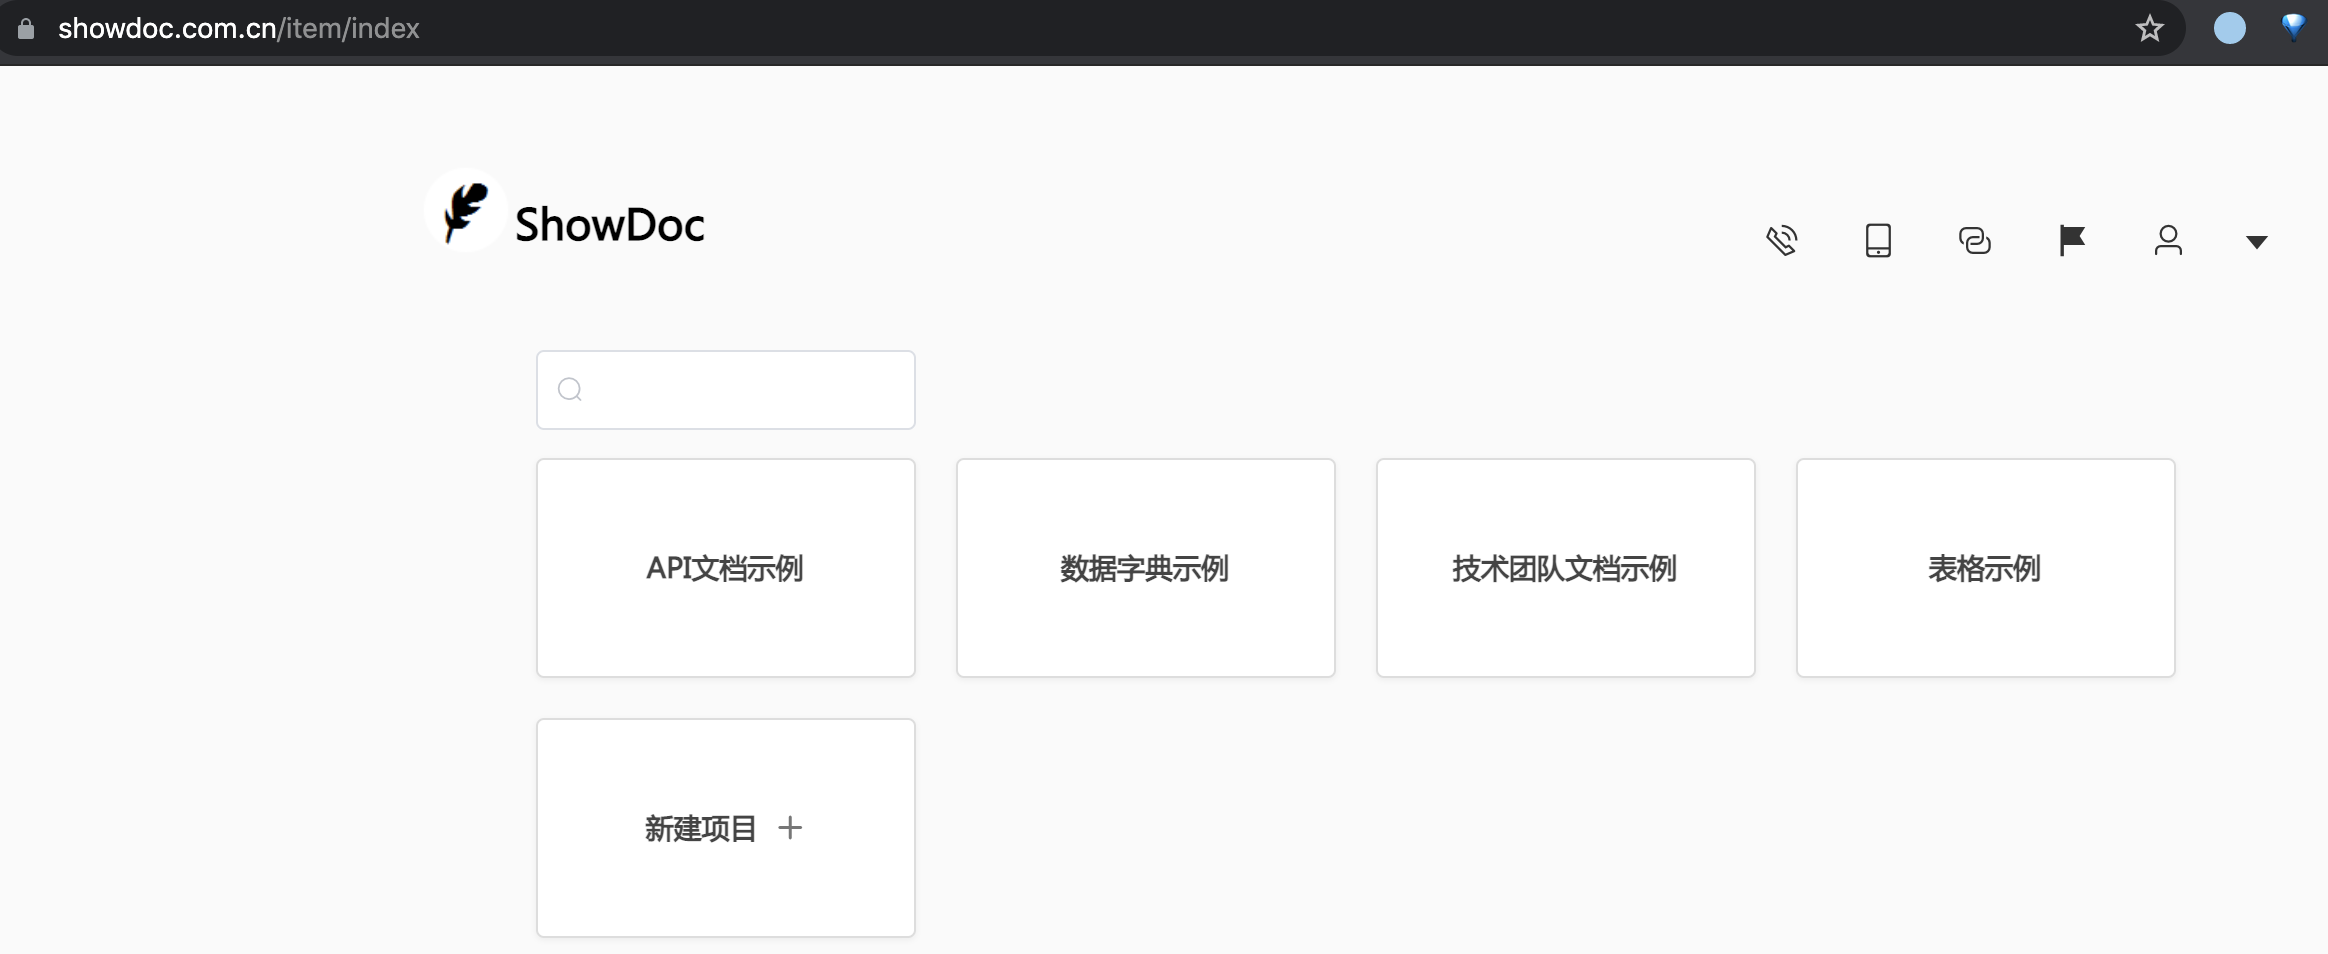 showdoc.com.cn/item/index
ShowDoc
API文档示例
数据字典示例
技术团队文档示例
表格示例
新建项目 +